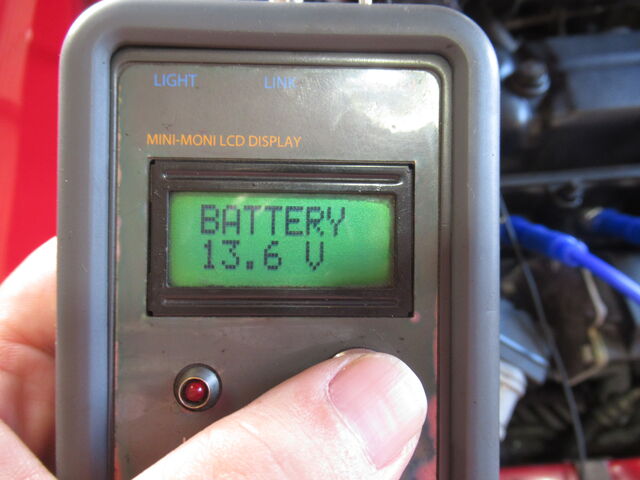 LIGHT LINK
MINI-MONI LCD DISPLAY
BATTERY
13.6 V